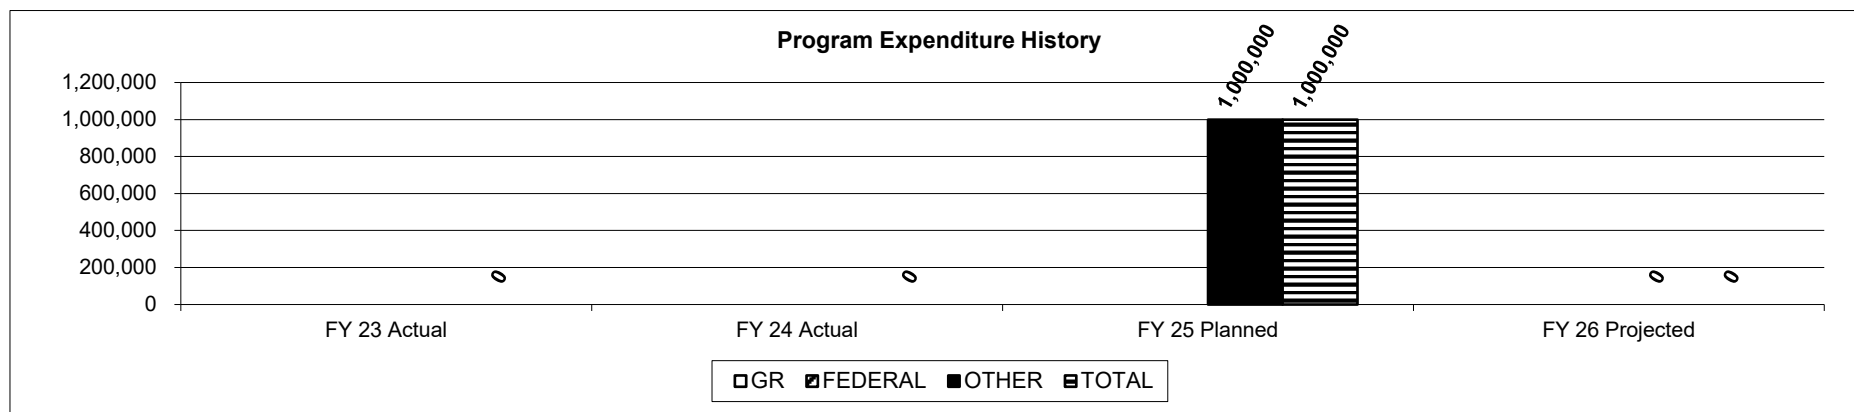 Program Expenditure History
1,000,000
1,000,000
1,200,000
1,000,000
800,000
600,000
400,000
200,000
0
0
0
0
0
FY 23 Actual
FY 24 Actual
FY 25 Planned
FY 26 Projected
GR FEDERAL OTHER TOTAL